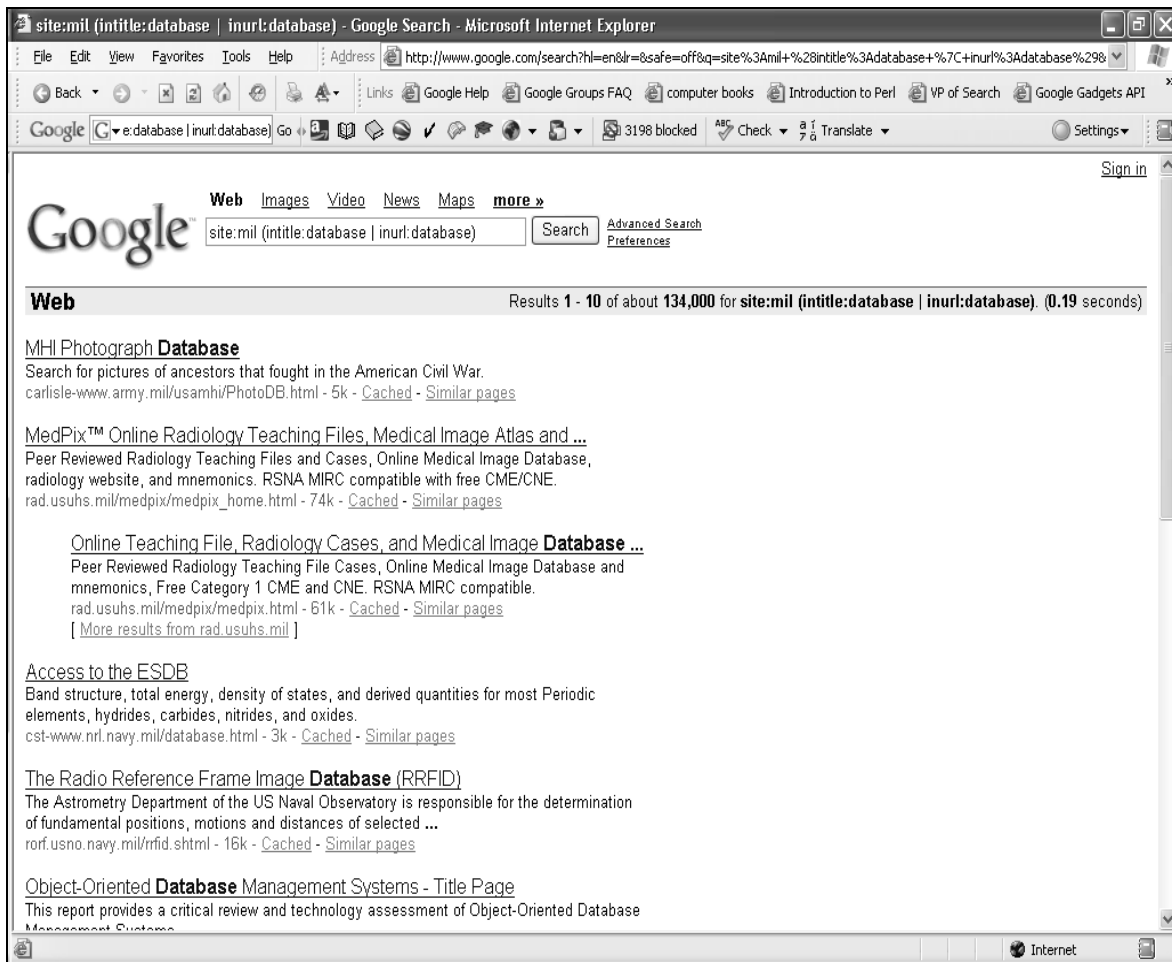 site:mil (intitle:database | inurl:database) - Google Search - Microsoft Internet Explorer
File Edit View Favorites Tools Help Address http://www.google.com/search?hl=en&lr=&safe=off&q=site%3Amil+%28intitle%3Adatabase+%7C+inurl%3Adatabase%29&
Back Links Google Help Google Groups FAQ computer books Introduction to Perl VP of Search Google Gadgets API »
Google G e:database | inurl:database) Go 3198 blocked ABC Check Translate Settings
Sign in
Web Images Video News Maps more »
Google™ site:mil (intitle:database | inurl:database) Search Advanced Search
Preferences
Web Results 1 - 10 of about 134,000 for site:mil (intitle:database | inurl:database). (0.19 seconds)
MHI Photograph Database
Search for pictures of ancestors that fought in the American Civil War.
carlisle-www.army.mil/usamhi/PhotoDB.html - 5k - Cached - Similar pages
MedPix™ Online Radiology Teaching Files, Medical Image Atlas and ...
Peer Reviewed Radiology Teaching Files and Cases, Online Medical Image Database,
radiology website, and mnemonics. RSNA MIRC compatible with free CME/CNE.
rad.usuhs.mil/medpix/medpix_home.html - 74k - Cached - Similar pages
Online Teaching File, Radiology Cases, and Medical Image Database ...
Peer Reviewed Radiology Teaching File Cases, Online Medical Image Database and
mnemonics, Free Category 1 CME and CNE. RSNA MIRC compatible.
rad.usuhs.mil/medpix/medpix.html - 61k - Cached - Similar pages
[ More results from rad.usuhs.mil ]
Access to the ESDB
Band structure, total energy, density of states, and derived quantities for most Periodic
elements, hydrides, carbides, nitrides, and oxides.
cst-www.nrl.navy.mil/database.html - 3k - Cached - Similar pages
The Radio Reference Frame Image Database (RRFID)
The Astrometry Department of the US Naval Observatory is responsible for the determination
of fundamental positions, motions and distances of selected ...
rorf.usno.navy.mil/rrfid.shtml - 16k - Cached - Similar pages
Object-Oriented Database Management Systems - Title Page
This report provides a critical review and technology assessment of Object-Oriented Database
Management Systems
Internet